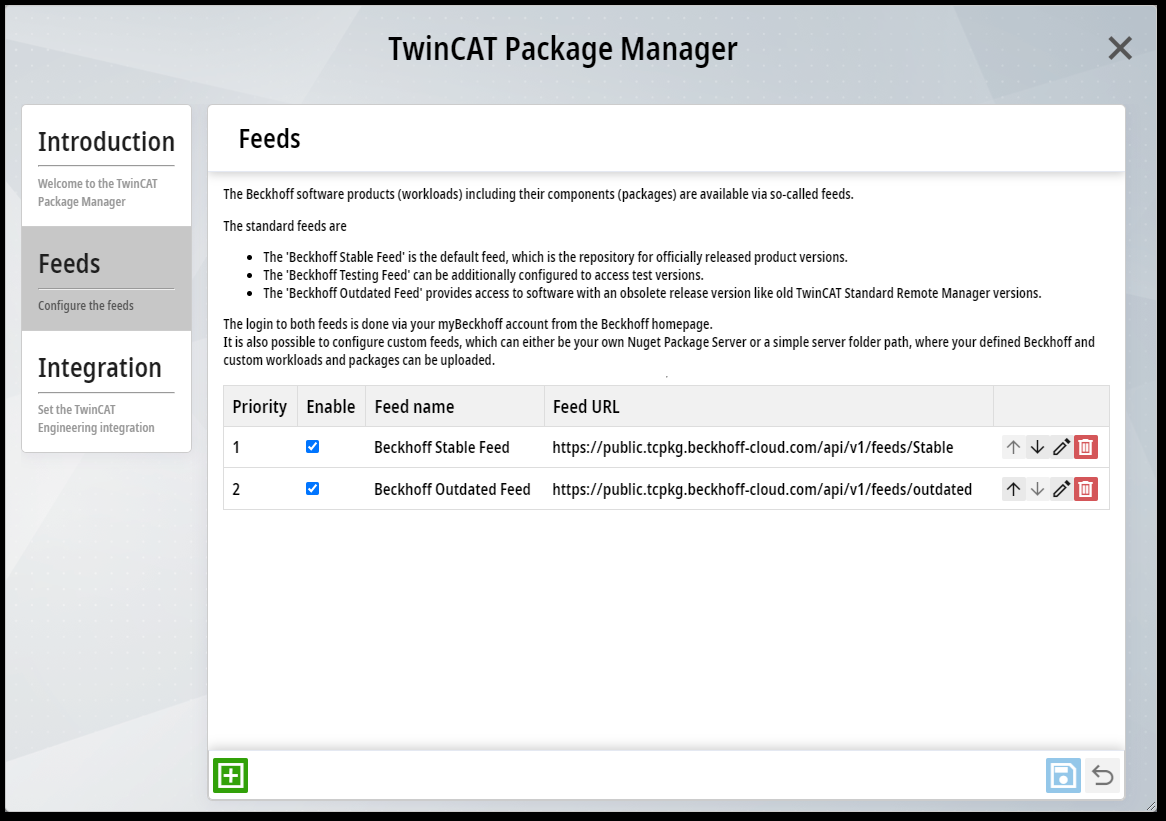 TwinCAT Package Manager
Introduction
Welcome to the TwinCAT
Package Manager
Feeds
Configure the feeds
Integration
Set the TwinCAT
Engineering integration
Feeds
The Beckhoff software products (workloads) including their components (packages) are available via so-called feeds.
The standard feeds are
• The 'Beckhoff Stable Feed' is the default feed, which is the repository for officially released product versions.
• The 'Beckhoff Testing Feed' can be additionally configured to access test versions.
• The 'Beckhoff Outdated Feed' provides access to software with an obsolete release version like old TwinCAT Standard Remote Manager versions.
The login to both feeds is done via your myBeckhoff account from the Beckhoff homepage.
It is also possible to configure custom feeds, which can either be your own Nuget Package Server or a simple server folder path, where your defined Beckhoff and
custom workloads and packages can be uploaded.
Priority Enable Feed name Feed URL
1 Beckhoff Stable Feed https://public.tcpkg.beckhoff-cloud.com/api/v1/feeds/Stable
2 Beckhoff Outdated Feed https://public.tcpkg.beckhoff-cloud.com/api/v1/feeds/outdated